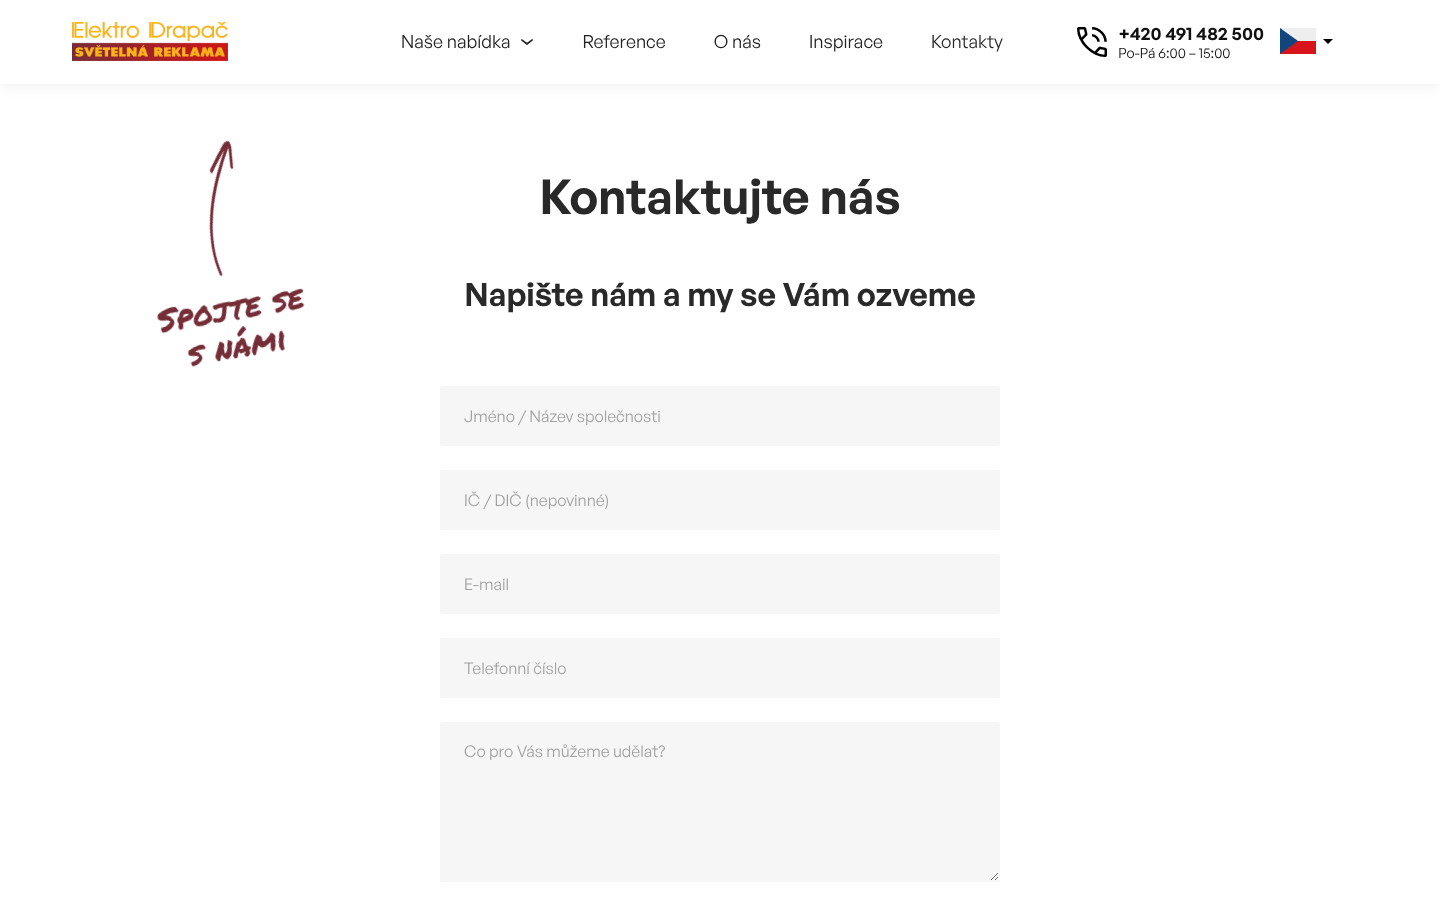 Elektro Drapač
SVĚTELNÁ REKLAMA
Naše nabídka
Reference
O nás
Inspirace
Kontakty
+420 491 482 500
Po-Pá 6:00 – 15:00
SPOJTE SE
S NÁMI
Kontaktujte nás
Napište nám a my se Vám ozveme
Jméno / Název společnosti
IČ / DIČ (nepovinné)
E-mail
Telefonní číslo
Co pro Vás můžeme udělat?